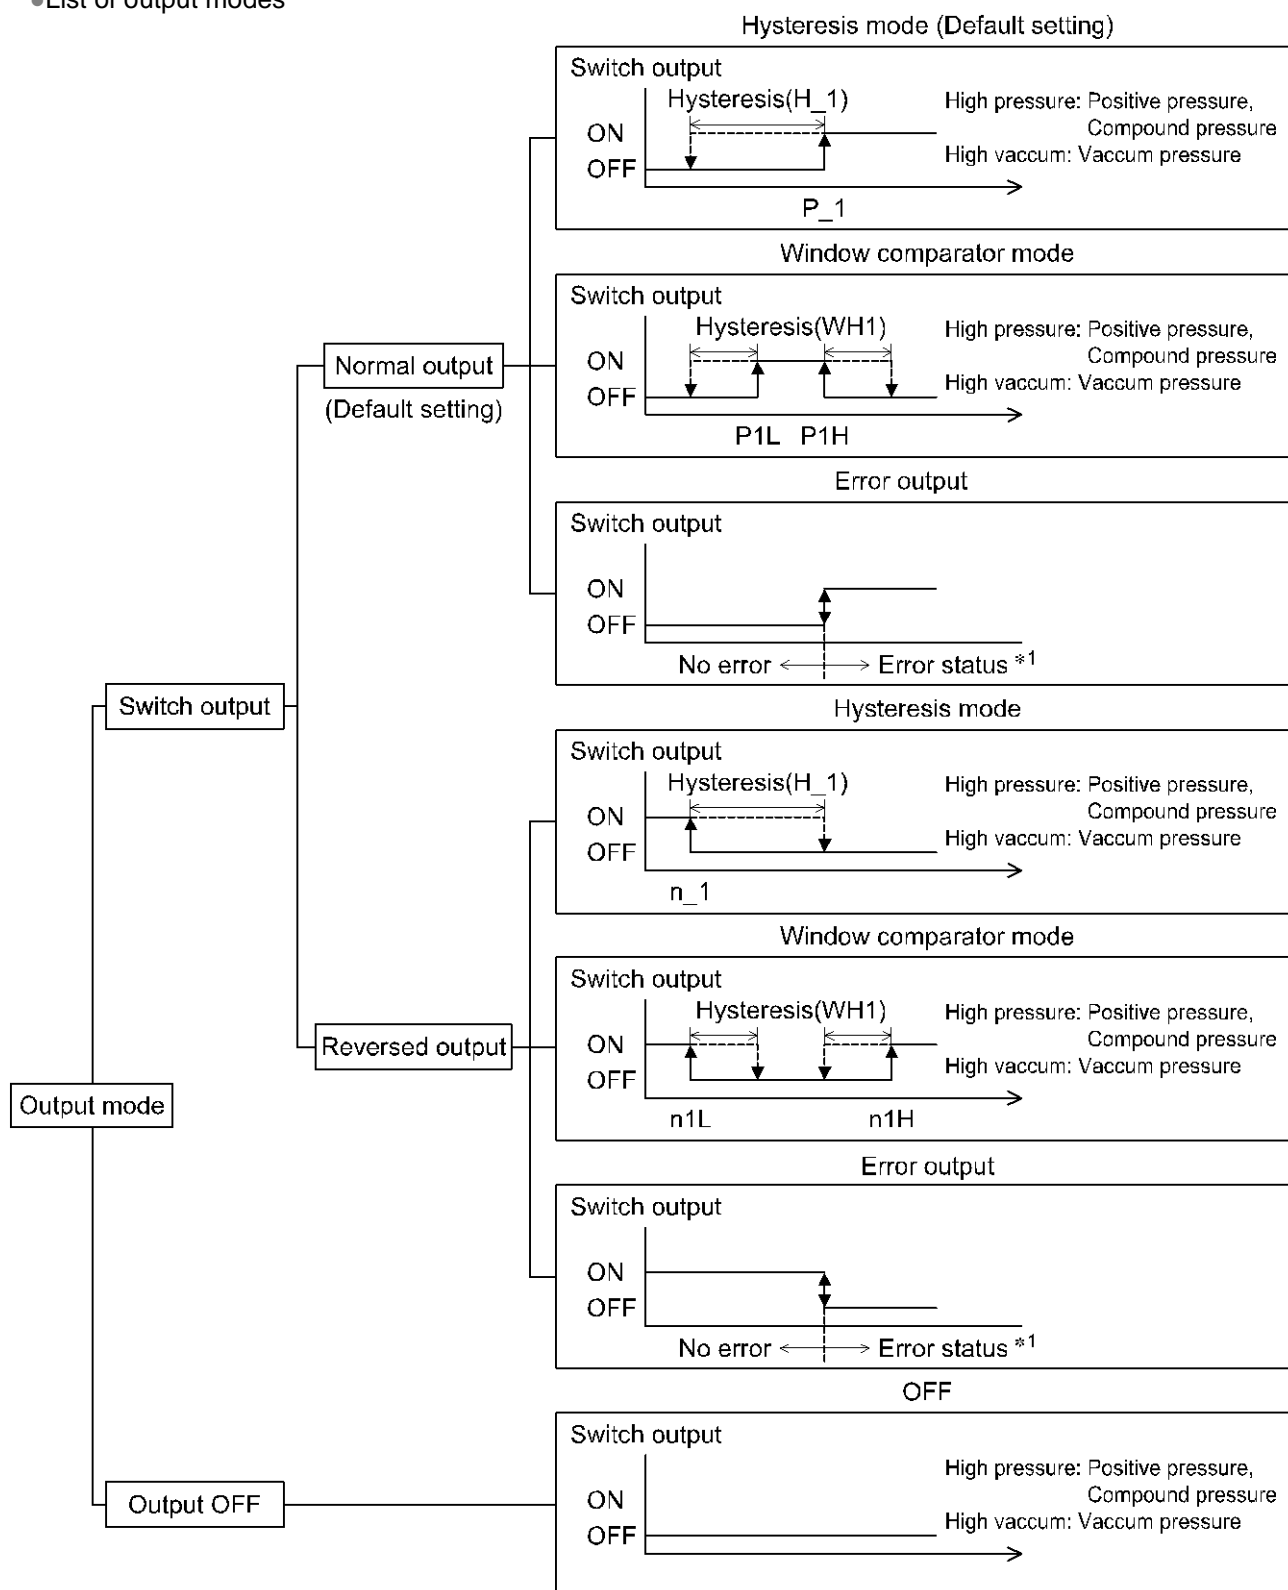 ●List of output modes
Hysteresis mode (Default setting)
Switch output
Hysteresis(H_1)
High pressure: Positive pressure,
Compound pressure
High vaccum: Vaccum pressure
ON
OFF
P_1
Window comparator mode
Switch output
Hysteresis(WH1)
High pressure: Positive pressure,
Compound pressure
High vaccum: Vaccum pressure
ON
OFF
P1L P1H
Normal output
(Default setting)
Error output
Switch output
ON
OFF
No error
Error status *1
Switch output
Hysteresis mode
Switch output
Hysteresis(H_1)
High pressure: Positive pressure,
Compound pressure
High vaccum: Vaccum pressure
ON
OFF
n_1
Window comparator mode
Switch output
Hysteresis(WH1)
High pressure: Positive pressure,
Compound pressure
High vaccum: Vaccum pressure
ON
OFF
n1L n1H
Reversed output
Output mode
Error output
Switch output
ON
OFF
No error
Error status *1
OFF
Switch output
High pressure: Positive pressure,
Compound pressure
High vaccum: Vaccum pressure
ON
OFF
Output OFF